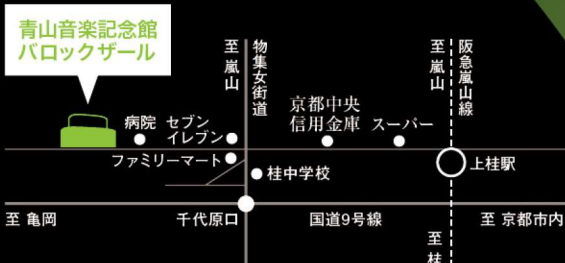 青山音楽記念館
バロックザール
至 嵐山
物集女街道
至 嵐山
阪急嵐山線
病院
セブン
イレブン
京都中央
信用金庫
スーパー
ファミリーマート
桂中学校
上桂駅
至 亀岡
千代原口
国道9号線
至 京都市内
至 桂